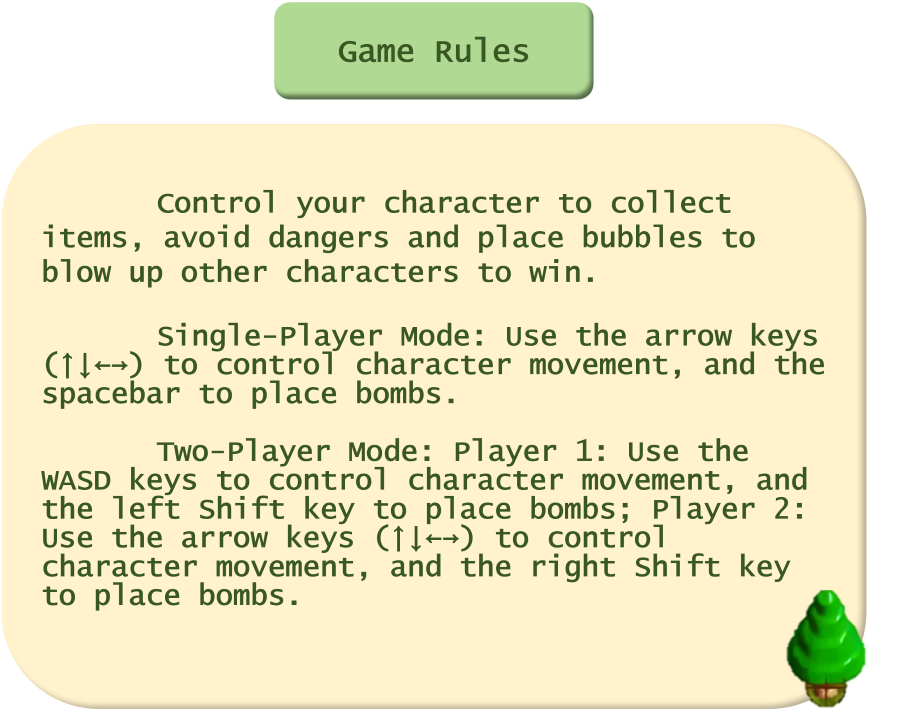 Game Rules
Control your character to collect
items, avoid dangers and place bubbles to
blow up other characters to win.
Single-Player Mode: Use the arrow keys
(↑↓←→) to control character movement, and the
spacebar to place bombs.
Two-Player Mode: Player 1: Use the
WASD keys to control character movement, and
the left Shift key to place bombs; Player 2:
Use the arrow keys (↑↓←→) to control
character movement, and the right Shift key
to place bombs.